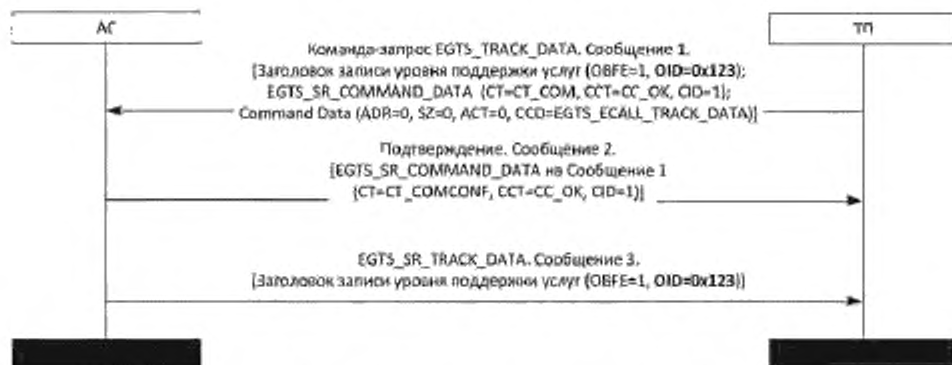 АС
ТП
Команда-запрос EGTS_TRACK_DATA. Сообщение 1.
[Заголовок записи уровня поддержки услуг (OBFE=1, OID=0x123);
EGTS_SR_COMMAND_DATA (CT=CT_COM, CCT=CC_OK, CID=1);
Command Data (ADR=0, SZ=0, ACT=0, CCD=EGTS_ECALL_TRACK_DATA)]
Подтверждение. Сообщение 2.
[EGTS_SR_COMMAND_DATA на Сообщение 1
(CT=CT_COMCONF, CCT=CC_OK, CID=1)]
EGTS_SR_TRACK_DATA. Сообщение 3.
[Заголовок записи уровня поддержки услуг (OBFE=1, OID=0x123)]